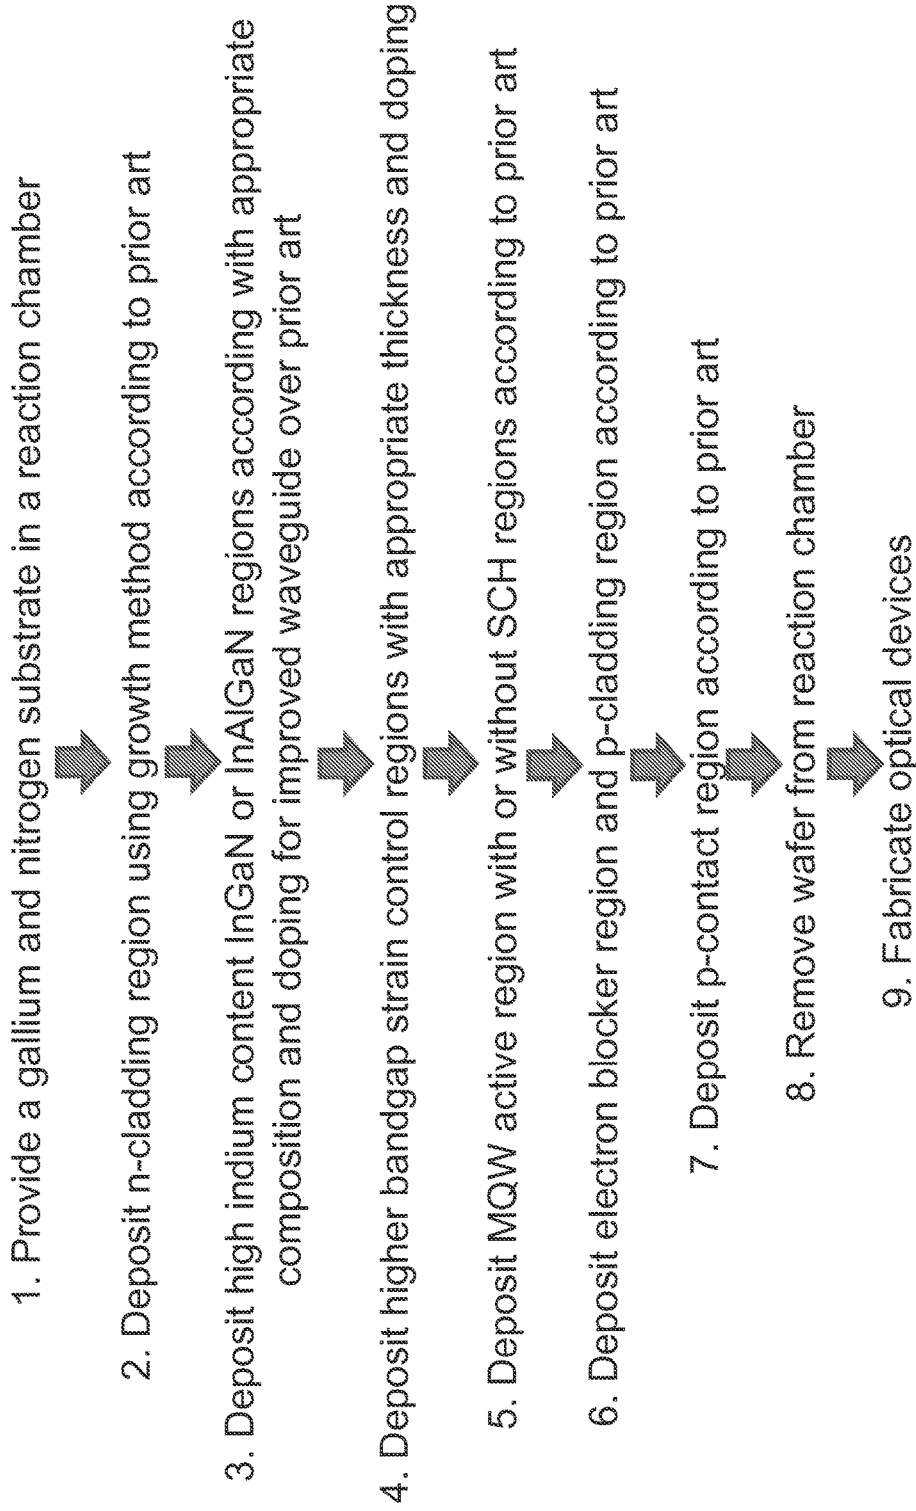 1. Provide a gallium and nitrogen substrate in a reaction chamber
2. Deposit n-cladding region using growth method according to prior art
3. Deposit high indium content InGaN or InAlGaN regions according with appropriate
composition and doping for improved waveguide over prior art
4. Deposit higher bandgap strain control regions with appropriate thickness and doping
5. Deposit MQW active region with or without SCH regions according to prior art
6. Deposit electron blocker region and p-cladding region according to prior art
7. Deposit p-contact region according to prior art
8. Remove wafer from reaction chamber
9. Fabricate optical devices